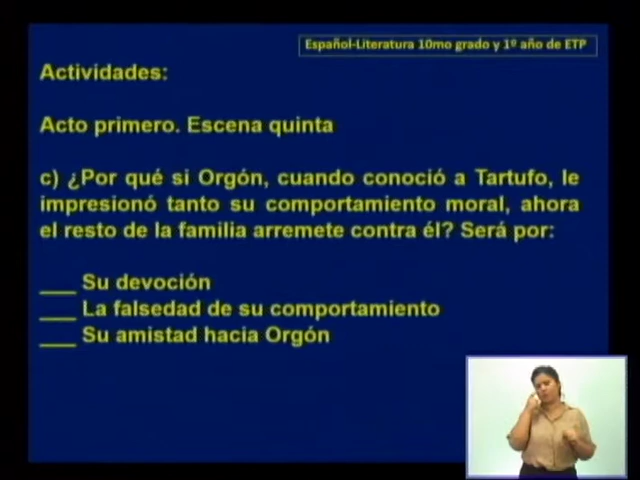 Español-Literatura 10mo grado y 1º año de ETP
Actividades:
Acto primero. Escena quinta
c) ¿Por qué si Orgón, cuando conoció a Tartufo, le
impresionó tanto su comportamiento moral, ahora
el resto de la familia arremete contra él? Será por:
___ Su devoción
___ La falsedad de su comportamiento
___ Su amistad hacia Orgón